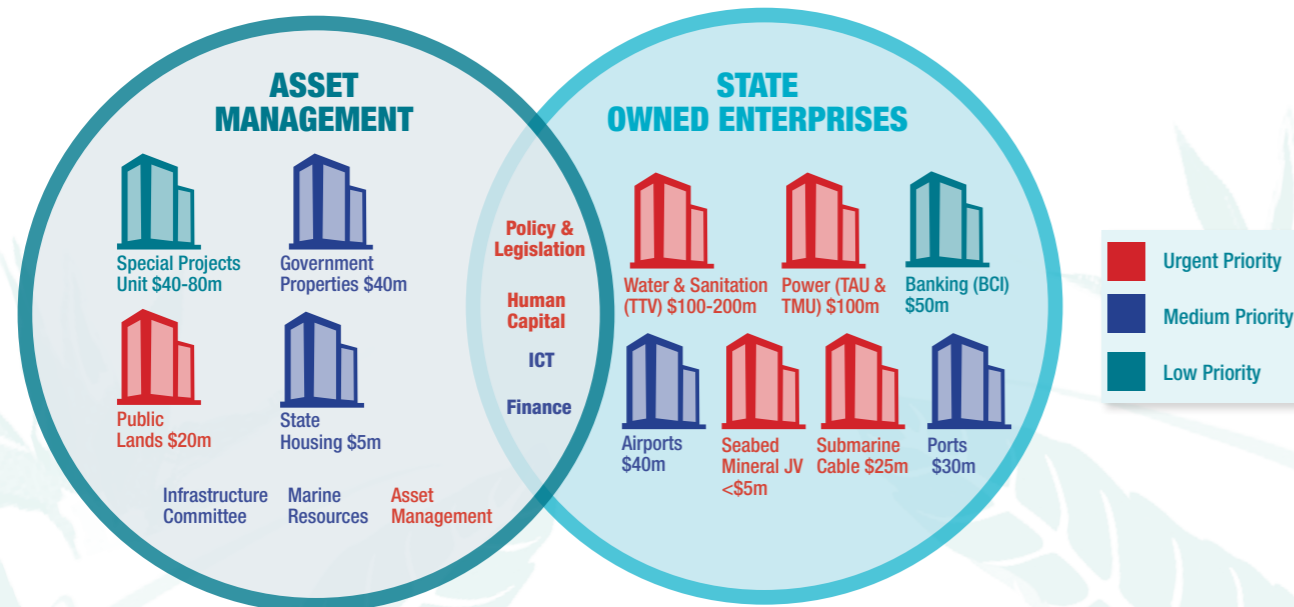 ASSET
MANAGEMENT
Special Projects
Unit $40-80m
Government
Properties $40m
Public
Lands $20m
State
Housing $5m
Infrastructure
Committee
Marine
Resources
Asset
Management
Policy &
Legislation
Human
Capital
ICT
Finance
STATE
OWNED ENTERPRISES
Water & Sanitation
(TTV) $100-200m
Power (TAU &
TMU) $100m
Banking (BCI)
$50m
Airports
$40m
Seabed
Mineral JV
<$5m
Submarine
Cable $25m
Ports
$30m
Urgent Priority
Medium Priority
Low Priority